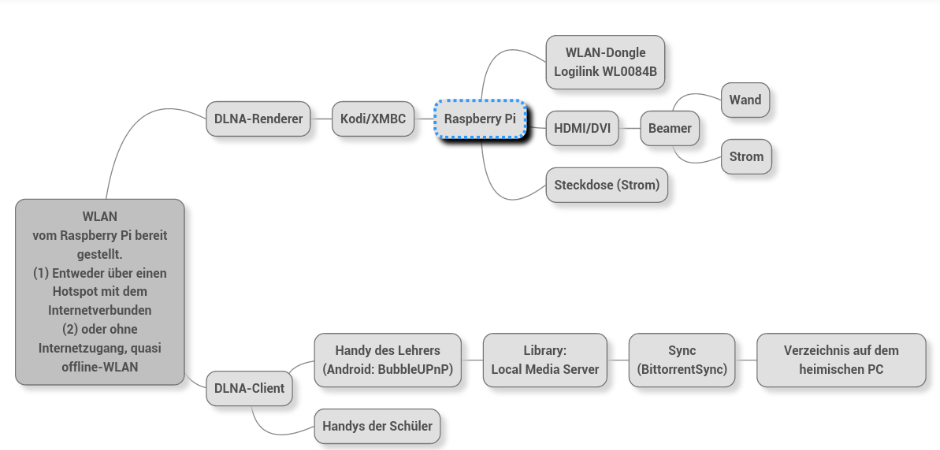 WLAN-Dongle
Logilink WL0084B
DLNA-Renderer
Kodi/XMBC
Raspberry Pi
HDMI/DVI
Beamer
Wand
Strom
Steckdose (Strom)
WLAN
vom Raspberry Pi bereit
gestellt.
(1) Entweder über einen
Hotspot mit dem
Internetverbunden
(2) oder ohne
Internetzugang, quasi
offline-WLAN
DLNA-Client
Handy des Lehrers
(Android: BubbleUPnP)
Library:
Local Media Server
Sync
(BittorrentSync)
Verzeichnis auf dem
heimischen PC
Handys der Schüler